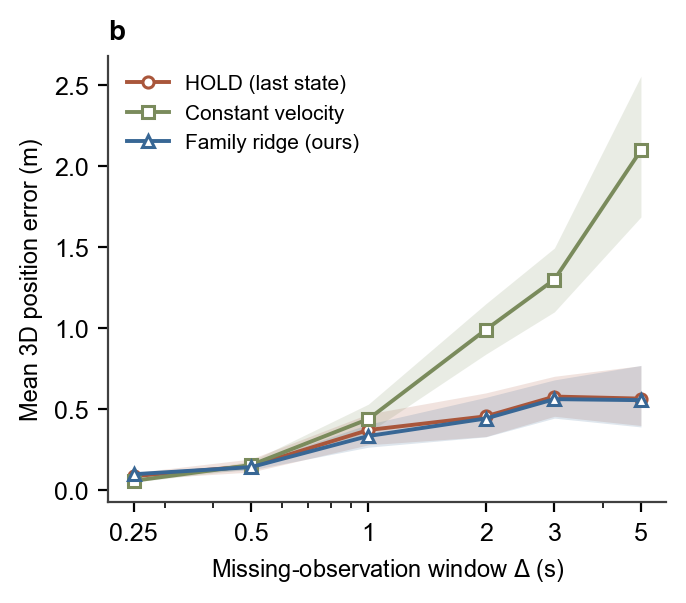 b
HOLD (last state)
Constant velocity
Family ridge (ours)
Mean 3D position error (m)
2.5
2.0
1.5
1.0
0.5
0.0
0.25 0.5 1 2 3 5
Missing-observation window Δ (s)